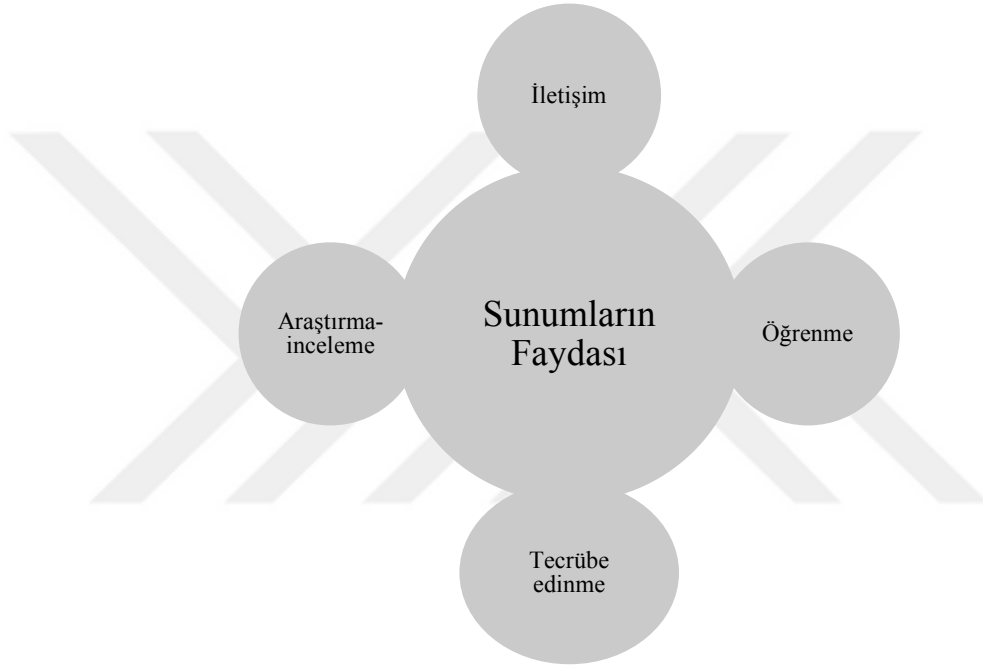 İletişim
Araştırma-
inceleme
Sunumların
Faydası
Öğrenme
Tecrübe
edinme